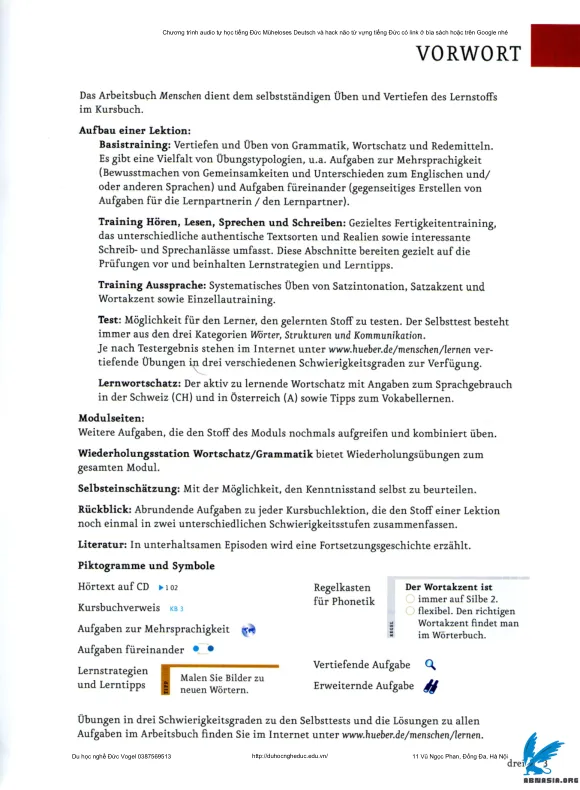 Chương trình audio tự học tiếng Đức Müheloses Deutsch và hack não từ vựng tiếng Đức có link ở bìa sách hoặc trên Google nhé
VORWORT
Das Arbeitsbuch Menschen dient dem selbstständigen Üben und Vertiefen des Lernstoffs
im Kursbuch.
Aufbau einer Lektion:
Basistraining: Vertiefen und Üben von Grammatik, Wortschatz und Redemitteln.
Es gibt eine Vielfalt von Übungstypologien, u.a. Aufgaben zur Mehrsprachigkeit
(Bewusstmachen von Gemeinsamkeiten und Unterschieden zum Englischen und/
oder anderen Sprachen) und Aufgaben füreinander (gegenseitiges Erstellen von
Aufgaben für die Lernpartnerin / den Lernpartner).
Training Hören, Lesen, Sprechen und Schreiben: Gezieltes Fertigkeitentraining,
das unterschiedliche authentische Textsorten und Realien sowie interessante
Schreib- und Sprechanlässe umfasst. Diese Abschnitte bereiten gezielt auf die
Prüfungen vor und beinhalten Lernstrategien und Lerntipps.
Training Aussprache: Systematisches Üben von Satzintonation, Satzakzent und
Wortakzent sowie Einzellautraining.
Test: Möglichkeit für den Lerner, den gelernten Stoff zu testen. Der Selbsttest besteht
immer aus den drei Kategorien Wörter, Strukturen und Kommunikation.
Je nach Testergebnis stehen im Internet unter www.hueber.de/menschen/lernen ver-
tiefende Übungen in drei verschiedenen Schwierigkeitsgraden zur Verfügung.
Lernwortschatz: Der aktiv zu lernende Wortschatz mit Angaben zum Sprachgebrauch
in der Schweiz (CH) und in Österreich (A) sowie Tipps zum Vokabellernen.
Modulseiten:
Weitere Aufgaben, die den Stoff des Moduls nochmals aufgreifen und kombiniert üben.
Wiederholungsstation Wortschatz/Grammatik bietet Wiederholungsübungen zum
gesamten Modul.
Selbsteinschätzung: Mit der Möglichkeit, den Kenntnisstand selbst zu beurteilen.
Rückblick: Abrundende Aufgaben zu jeder Kursbuchlektion, die den Stoff einer Lektion
noch einmal in zwei unterschiedlichen Schwierigkeitsstufen zusammenfassen.
Literatur: In unterhaltsamen Episoden wird eine Fortsetzungsgeschichte erzählt.
Piktogramme und Symbole
Hörtext auf CD ▶ 1 02
Kursbuchverweis KB 3
Aufgaben zur Mehrsprachigkeit
Aufgaben füreinander
Lernstrategien
und Lerntipps
TIPP
Malen Sie Bilder zu
neuen Wörtern.
Regelkasten
für Phonetik
REGEL
Der Wortakzent ist
immer auf Silbe 2.
flexibel. Den richtigen
Wortakzent findet man
im Wörterbuch.
Vertiefende Aufgabe
Erweiternde Aufgabe
Übungen in drei Schwierigkeitsgraden zu den Selbsttests und die Lösungen zu allen
Aufgaben im Arbeitsbuch finden Sie im Internet unter www.hueber.de/menschen/lernen.
Du học nghề Đức Vogel 0387569513
http://duhocngheduc.edu.vn/
11 Vũ Ngọc Phan, Đống Đa, Hà Nội
drei 3
ABMASIA.ORG